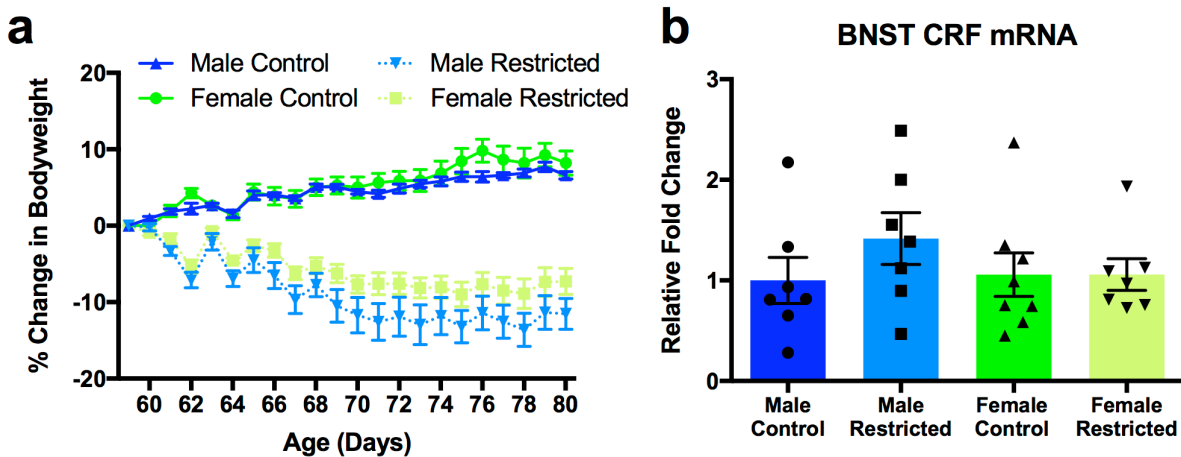 a
Male Control
Male Restricted
Female Control
Female Restricted
% Change in Bodyweight
20
10
0
-10
-20
60 62 64 66 68 70 72 74 76 78 80
Age (Days)
b
BNST CRF mRNA
Relative Fold Change
3
2
1
0
Male
Control
Male
Restricted
Female
Control
Female
Restricted